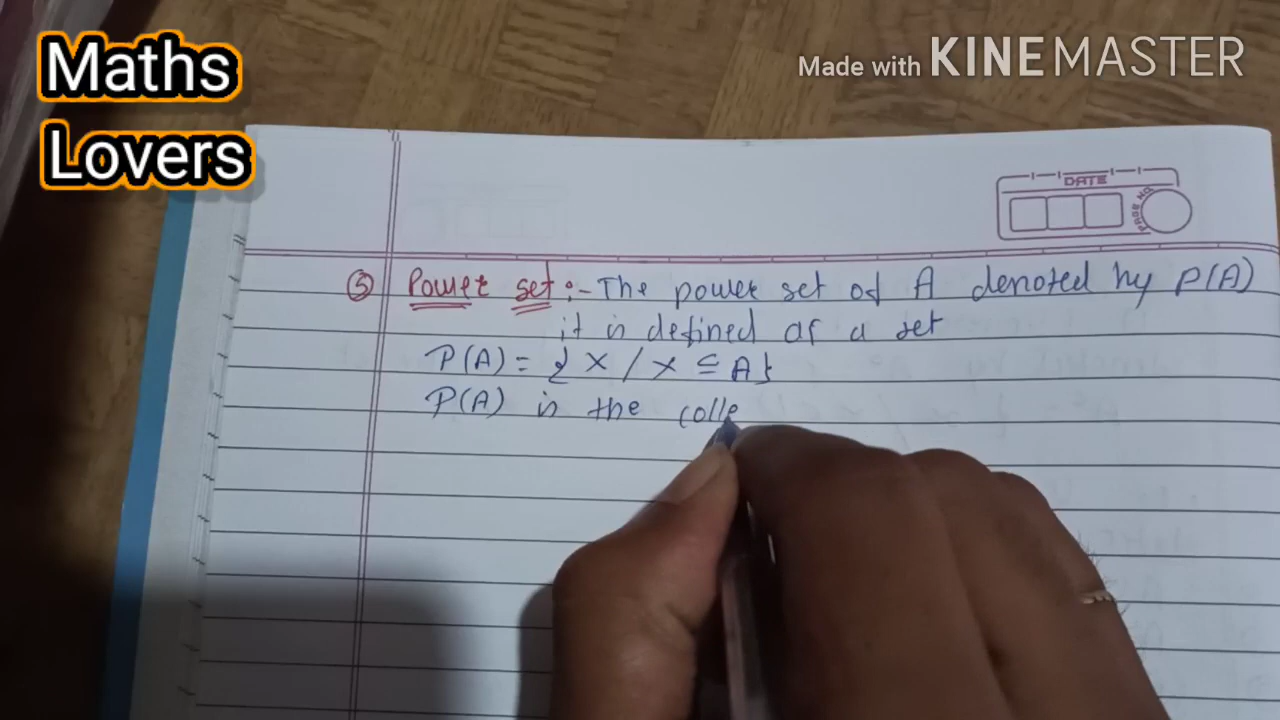 Maths
Lovers
Made with KINEMASTER
DATE
PAGE NO.
⑤ Power set :- The power set of A denoted by P(A)
it is defined as a set
P(A) = { X / X ⊆ A }
P(A) is the colle